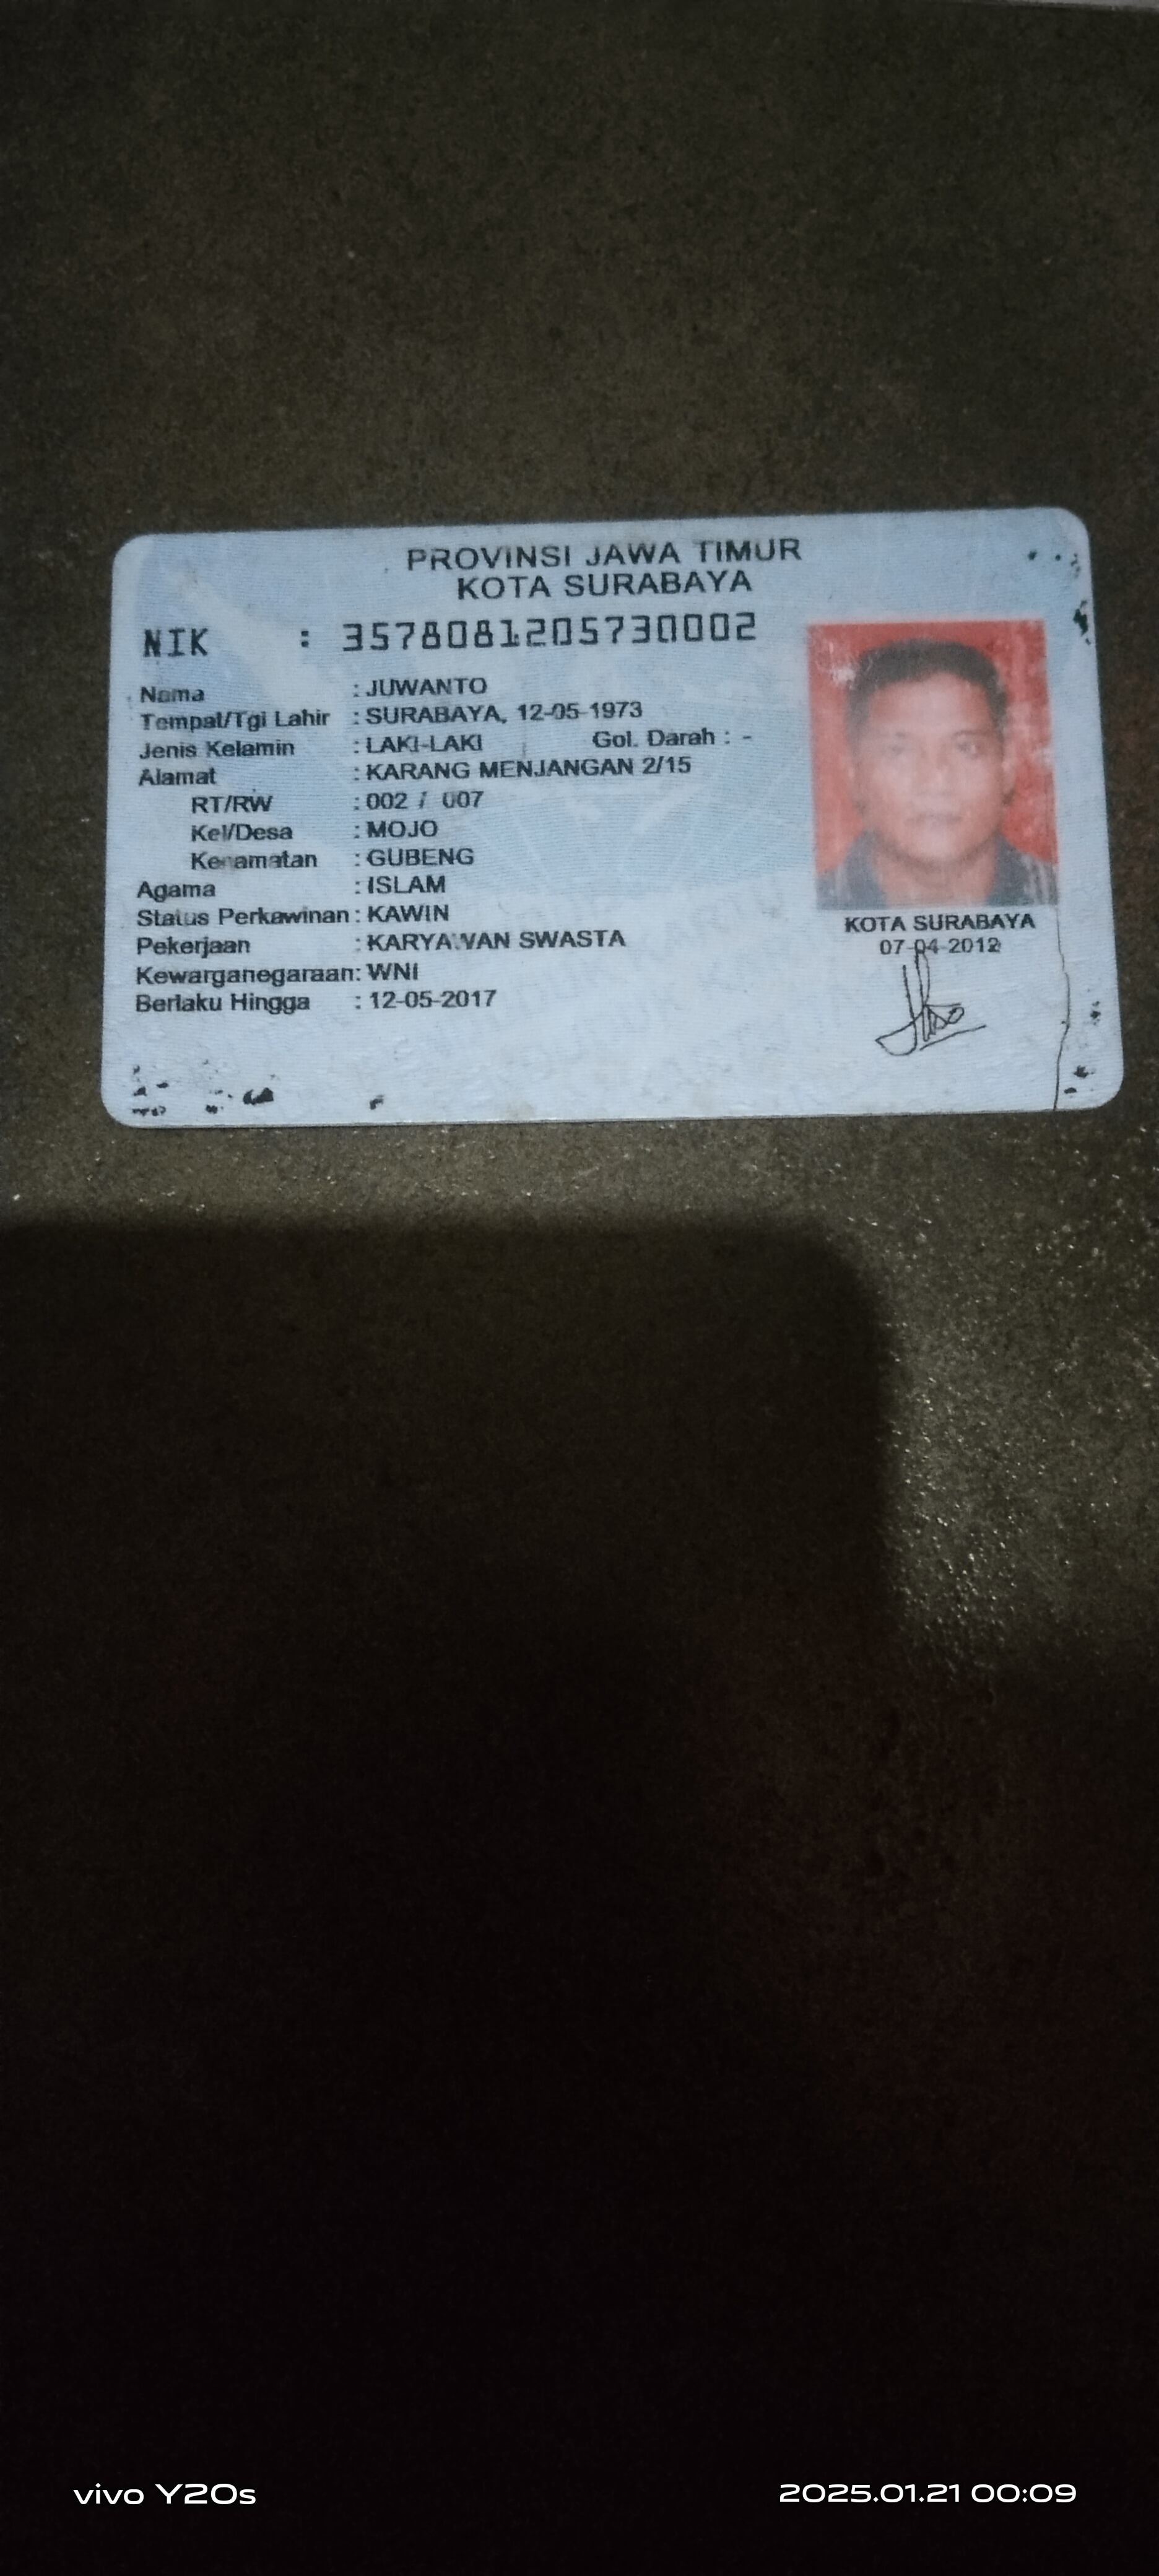 PROVINSI JAWA TIMUR
KOTA SURABAYA
NIK : 3578081205730002
Nama : JUWANTO
Tempat/Tgl Lahir : SURABAYA, 12-05-1973
Jenis Kelamin : LAKI-LAKI Gol. Darah : -
Alamat : KARANG MENJANGAN 2/15
RT/RW : 002 / 007
Kel/Desa : MOJO
Kecamatan : GUBENG
Agama : ISLAM
Status Perkawinan : KAWIN
Pekerjaan : KARYAWAN SWASTA
Kewarganegaraan: WNI
Berlaku Hingga : 12-05-2017
KOTA SURABAYA
07-04-2012
vivo Y20s
2025.01.21 00:09